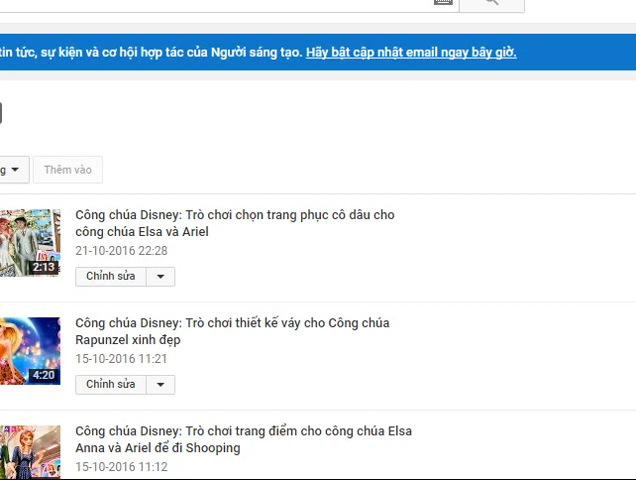 tin tức, sự kiện và cơ hội hợp tác của Người sáng tạo. Hãy bật cập nhật email ngay bây giờ.
g
Thêm vào
Công chúa Disney: Trò chơi chọn trang phục cô dâu cho
công chúa Elsa và Ariel
21-10-2016 22:28
2:13
Chỉnh sửa
Công chúa Disney: Trò chơi thiết kế váy cho Công chúa
Rapunzel xinh đẹp
15-10-2016 11:21
4:20
Chỉnh sửa
Công chúa Disney: Trò chơi trang điểm cho công chúa Elsa
Anna và Ariel để đi Shooping
15-10-2016 11:12